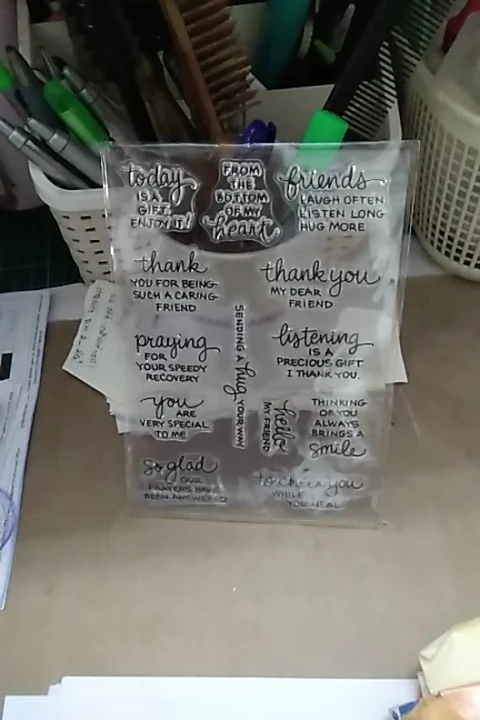 today
IS A
GIFT.
ENJOY IT!
FROM
THE
BOTTOM
OF MY
heart
friends
LAUGH OFTEN
LISTEN LONG
HUG MORE
thank
YOU FOR BEING
SUCH A CARING
FRIEND
thank you
MY DEAR
FRIEND
praying
FOR
YOUR SPEEDY
RECOVERY
SENDING A hug YOUR WAY
listening
IS A
PRECIOUS GIFT.
I THANK YOU.
you
ARE
VERY SPECIAL
TO ME
hello
MY FRIEND
THINKING
OF YOU
ALWAYS
BRINGS A
smile
so glad
OUR
PRAYERS HAVE
BEEN ANSWERED
to cheer you
WHILE
YOU HEAL